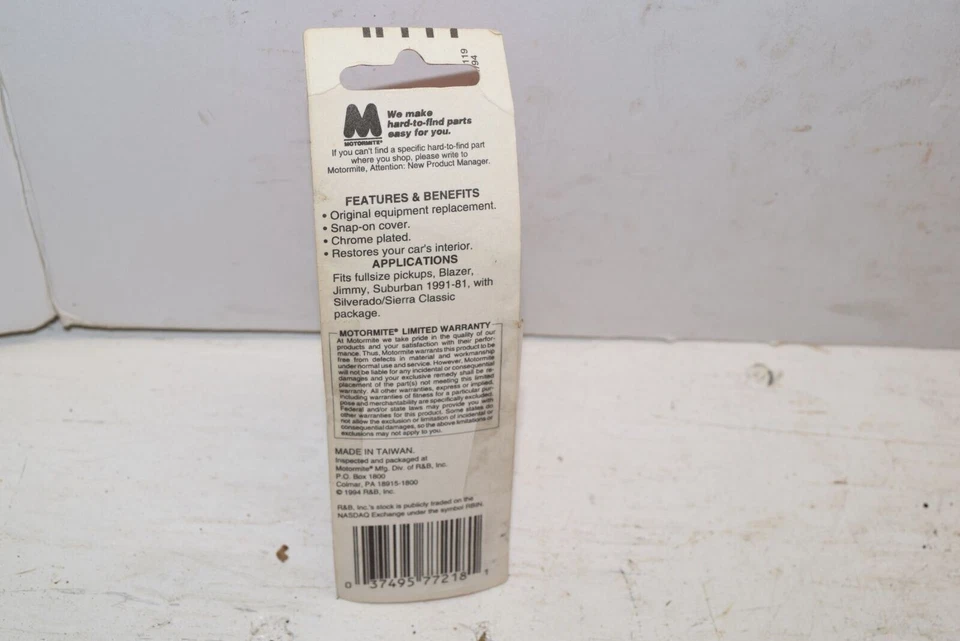 119
/94
M
MOTORMITE®
We make
hard-to-find parts
easy for you.
If you can't find a specific hard-to-find part
where you shop, please write to
Motormite, Attention: New Product Manager.
FEATURES & BENEFITS
• Original equipment replacement.
• Snap-on cover.
• Chrome plated.
• Restores your car's interior.
APPLICATIONS
Fits fullsize pickups, Blazer,
Jimmy, Suburban 1991-81, with
Silverado/Sierra Classic
package.
MOTORMITE® LIMITED WARRANTY
At Motormite we take pride in the quality of our
products and your satisfaction with their perfor-
mance. Thus, Motormite warrants this product to be
free from defects in material and workmanship
under normal use and service. However, Motormite
will not be liable for any incidental or consequential
damages and your exclusive remedy shall be re-
placement of the part(s) not meeting this limited
warranty. All other warranties, express or implied,
including warranties of fitness for a particular pur-
pose and merchantability are specifically excluded.
Federal and/or state laws may provide you with
other warranties for this product. Some states do
not allow the exclusion or limitation of incidental or
consequential damages, so the above limitations or
exclusions may not apply to you.
MADE IN TAIWAN.
Inspected and packaged at
Motormite® Mfg. Div. of R&B, Inc.
P.O. Box 1800
Colmar, PA 18915-1800
© 1994 R&B, Inc.
R&B, Inc.'s stock is publicly traded on the
NASDAQ Exchange under the symbol RBIN.
0 37495 77218 1